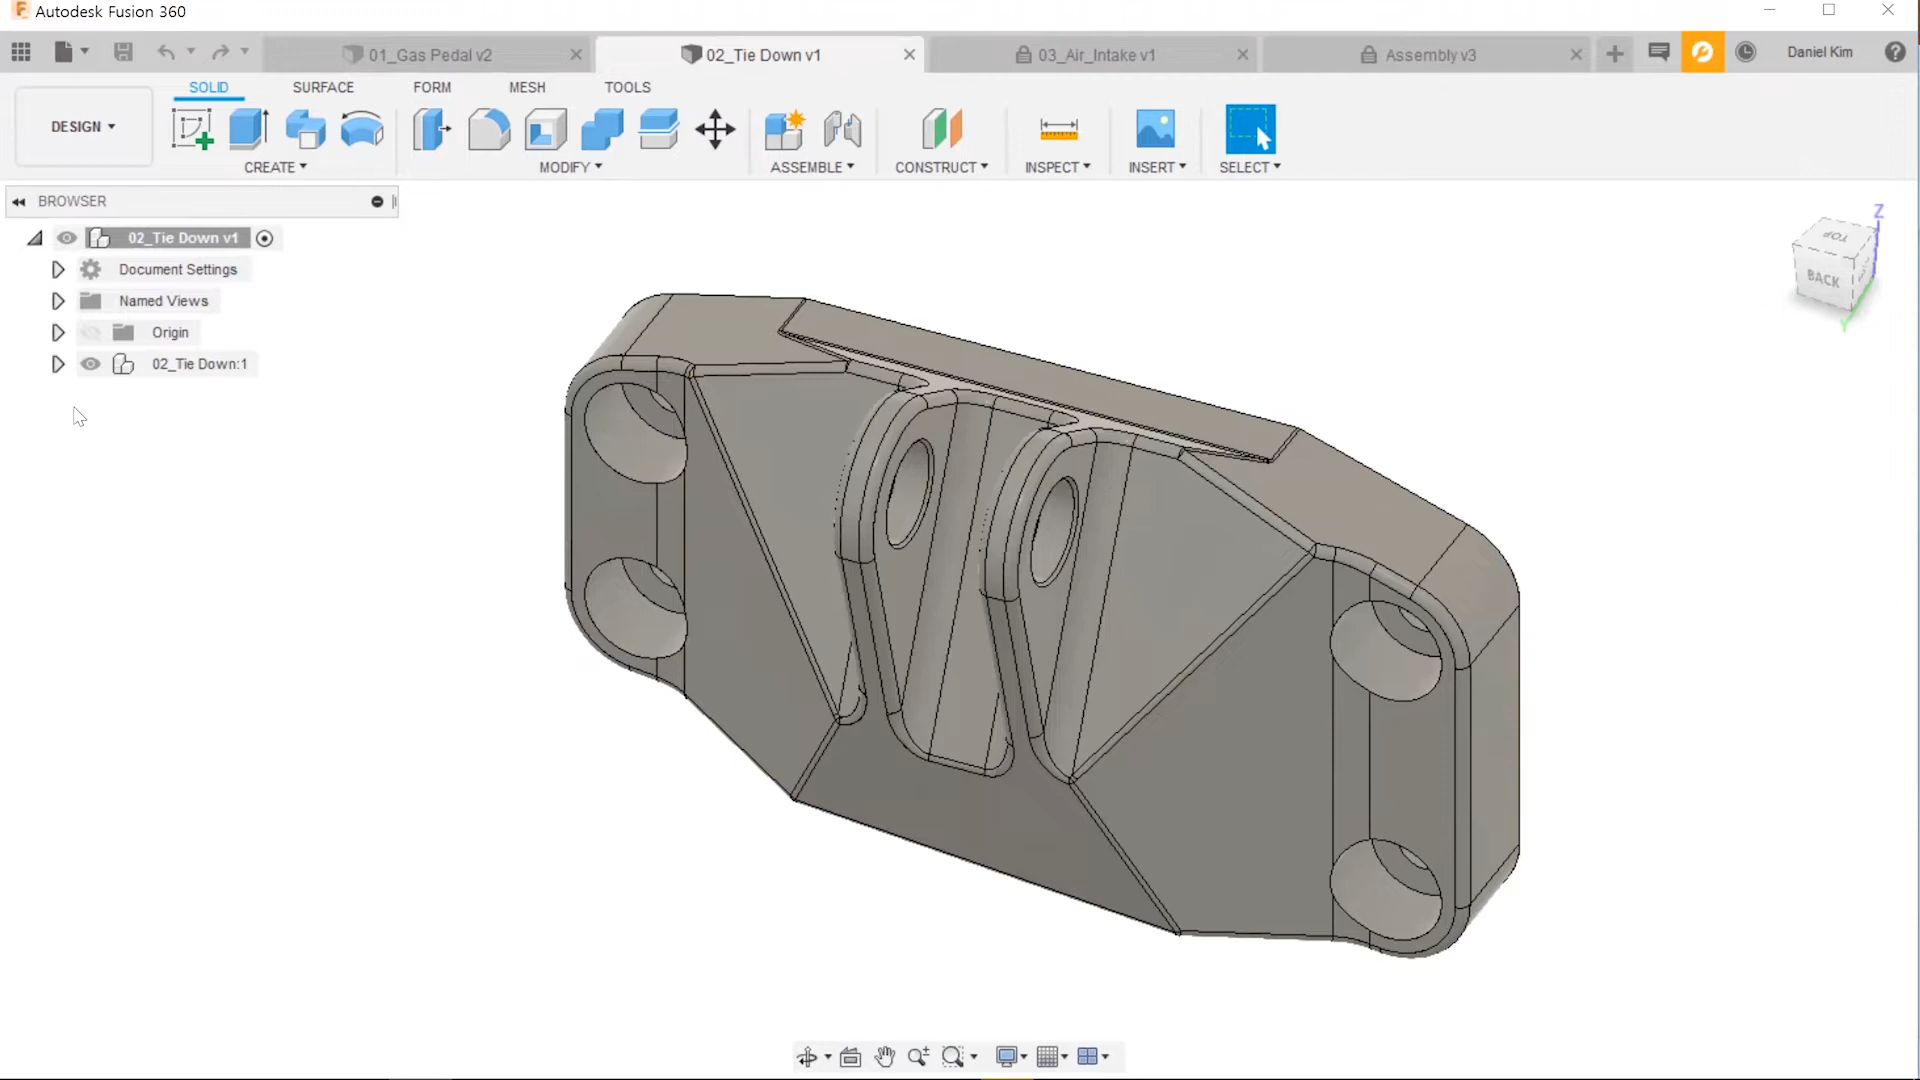 Autodesk Fusion 360
01_Gas Pedal v2
02_Tie Down v1
03_Air_Intake v1
Assembly v3
Daniel Kim
SOLID SURFACE FORM MESH TOOLS
DESIGN
CREATE MODIFY ASSEMBLE CONSTRUCT INSPECT INSERT SELECT
BROWSER
02_Tie Down v1
Document Settings
Named Views
Origin
02_Tie Down:1
Z
TOP
BACK
Y